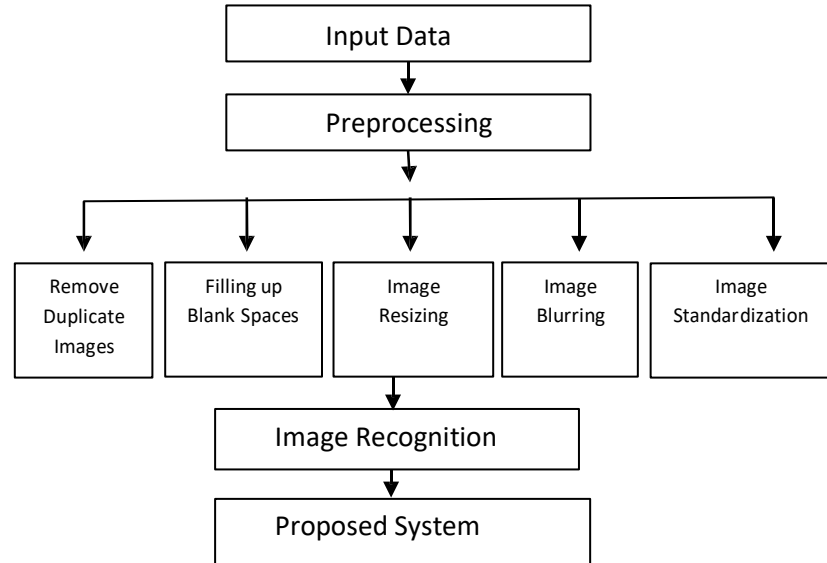 Input Data
Preprocessing
Remove
Duplicate
Images
Filling up
Blank Spaces
Image
Resizing
Image
Blurring
Image
Standardization
Image Recognition
Proposed System